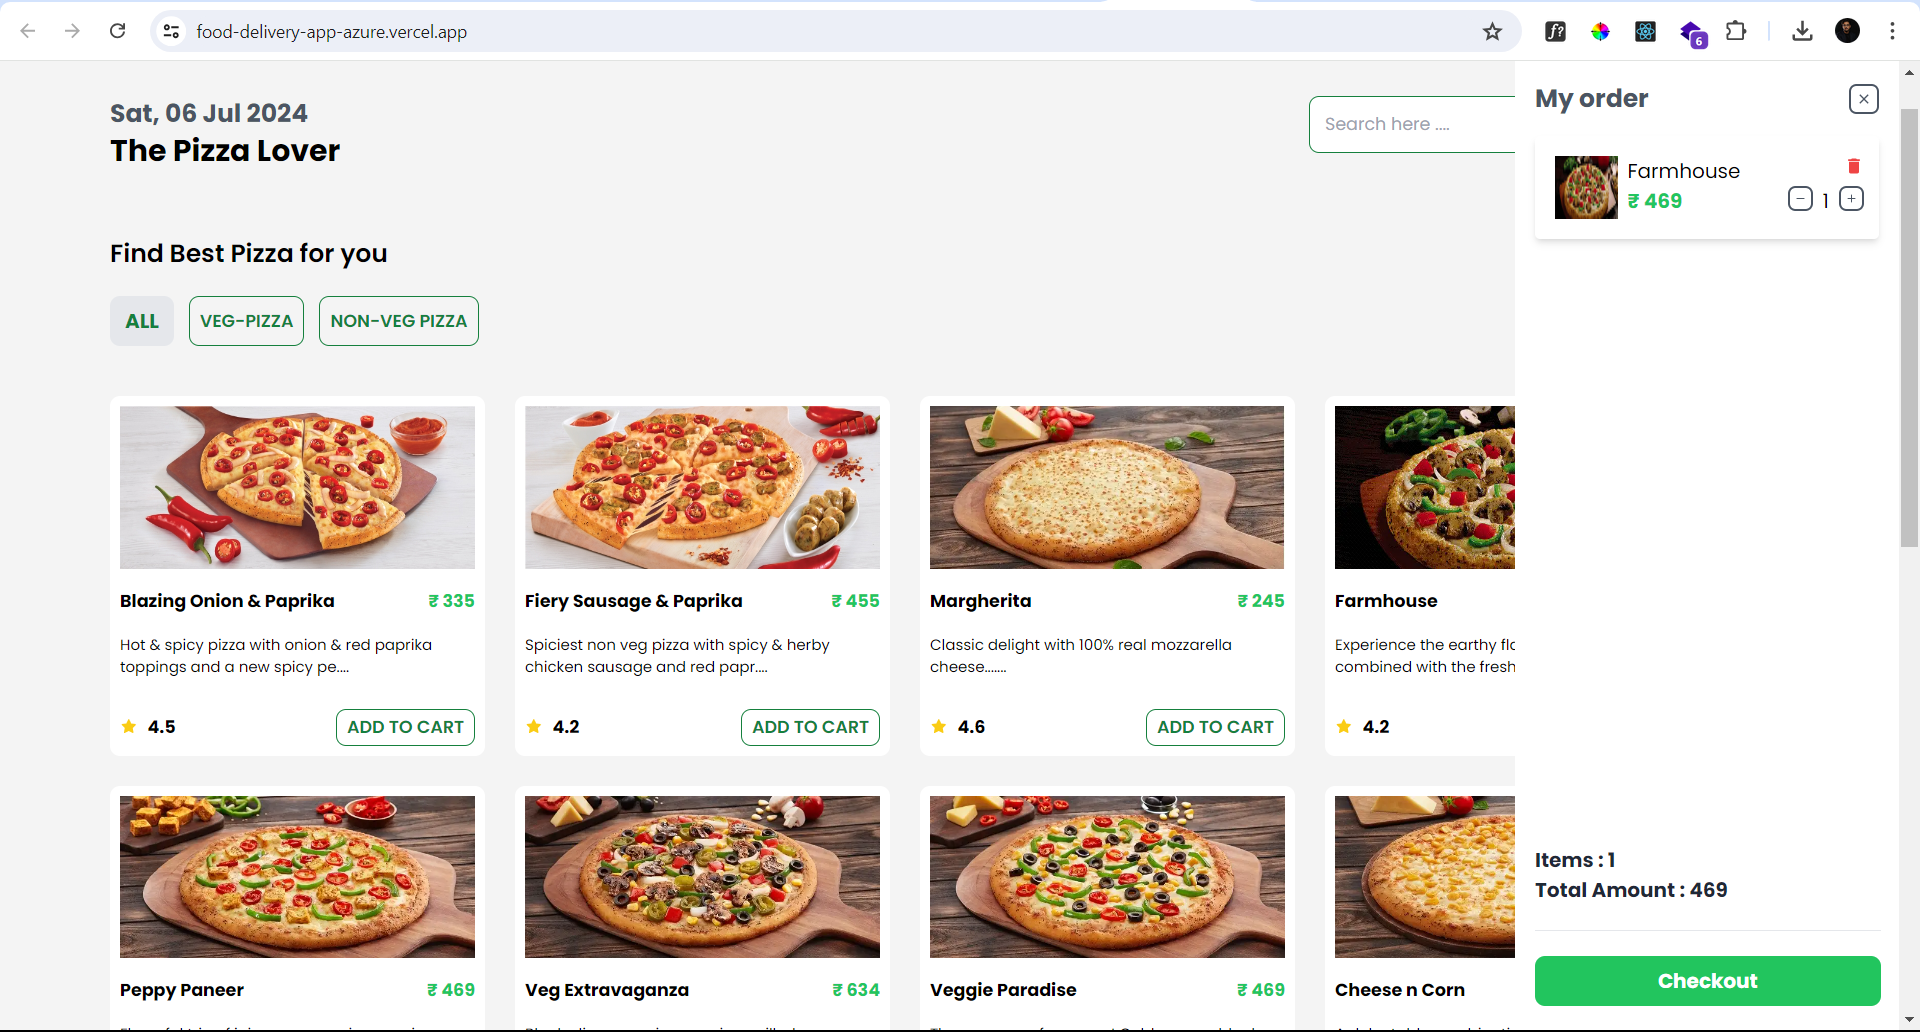 food-delivery-app-azure.vercel.app
6
Sat, 06 Jul 2024
The Pizza Lover
Search here ....
Find Best Pizza for you
ALL
VEG-PIZZA
NON-VEG PIZZA
Blazing Onion & Paprika
₹ 335
Hot & spicy pizza with onion & red paprika
toppings and a new spicy pe....
4.5
ADD TO CART
Fiery Sausage & Paprika
₹ 455
Spiciest non veg pizza with spicy & herby
chicken sausage and red papr....
4.2
ADD TO CART
Margherita
₹ 245
Classic delight with 100% real mozzarella
cheese.......
4.6
ADD TO CART
Farmhouse
Experience the earthy
combined with the fresh
4.2
Peppy Paneer
₹ 469
Veg Extravaganza
₹ 634
Veggie Paradise
₹ 469
Cheese n Corn
My order
Farmhouse
₹ 469
− 1 +
Items : 1
Total Amount : 469
Checkout